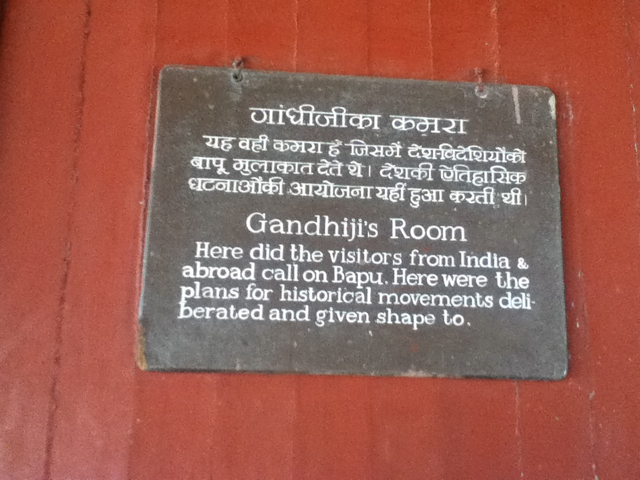 गांधीजीका कमरा
यह वही कमरा है जिसमें देश-विदेशियोंको
बापू मुलाकात देते थे। देशकी ऐतिहासिक
घटनाओंकी आयोजना यहीं हुआ करती थी।
Gandhiji's Room
Here did the visitors from India &
abroad call on Bapu. Here were the
plans for historical movements deli-
berated and given shape to.